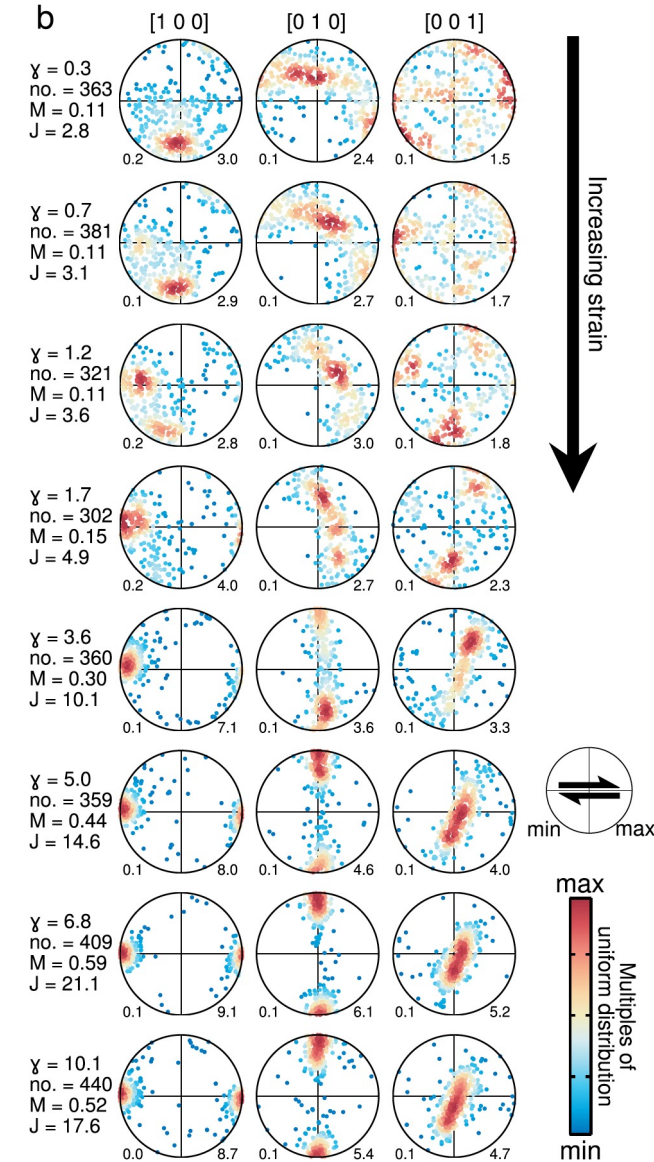 b
[1 0 0] [0 1 0] [0 0 1]
ɣ = 0.3
no. = 363
M = 0.11
J = 2.8
0.2 3.0 0.1 2.4 0.1 1.5
ɣ = 0.7
no. = 381
M = 0.11
J = 3.1
0.1 2.9 0.1 2.7 0.1 1.7
ɣ = 1.2
no. = 321
M = 0.11
J = 3.6
0.2 2.8 0.1 3.0 0.1 1.8
ɣ = 1.7
no. = 302
M = 0.15
J = 4.9
0.2 4.0 0.1 2.7 0.1 2.3
ɣ = 3.6
no. = 360
M = 0.30
J = 10.1
0.1 7.1 0.1 3.6 0.1 3.3
ɣ = 5.0
no. = 359
M = 0.44
J = 14.6
0.1 8.0 0.1 4.6 0.1 4.0
ɣ = 6.8
no. = 409
M = 0.59
J = 21.1
0.1 9.1 0.1 6.1 0.1 5.2
ɣ = 10.1
no. = 440
M = 0.52
J = 17.6
0.0 8.7 0.1 5.4 0.1 4.7
Increasing strain
min max
max
Multiples of
uniform distribution
min